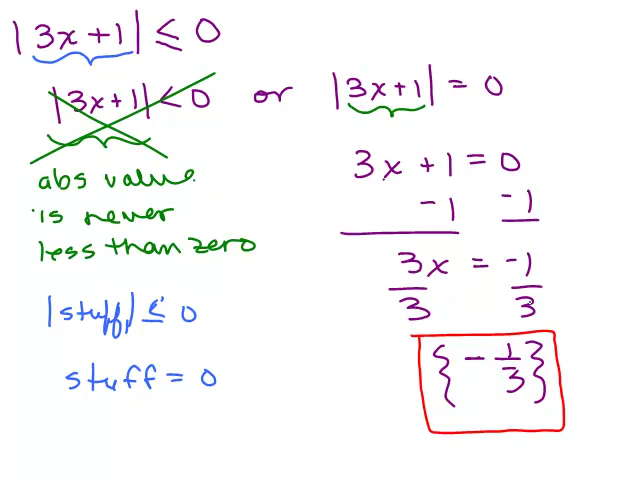 |3x+1| ≤ 0
|3x+1| < 0 or |3x+1| = 0
abs value
is never
less than zero
|stuff| ≤ 0
stuff = 0
3x + 1 = 0
- 1 - 1
3x = -1
3 3
{ - 1/3 }